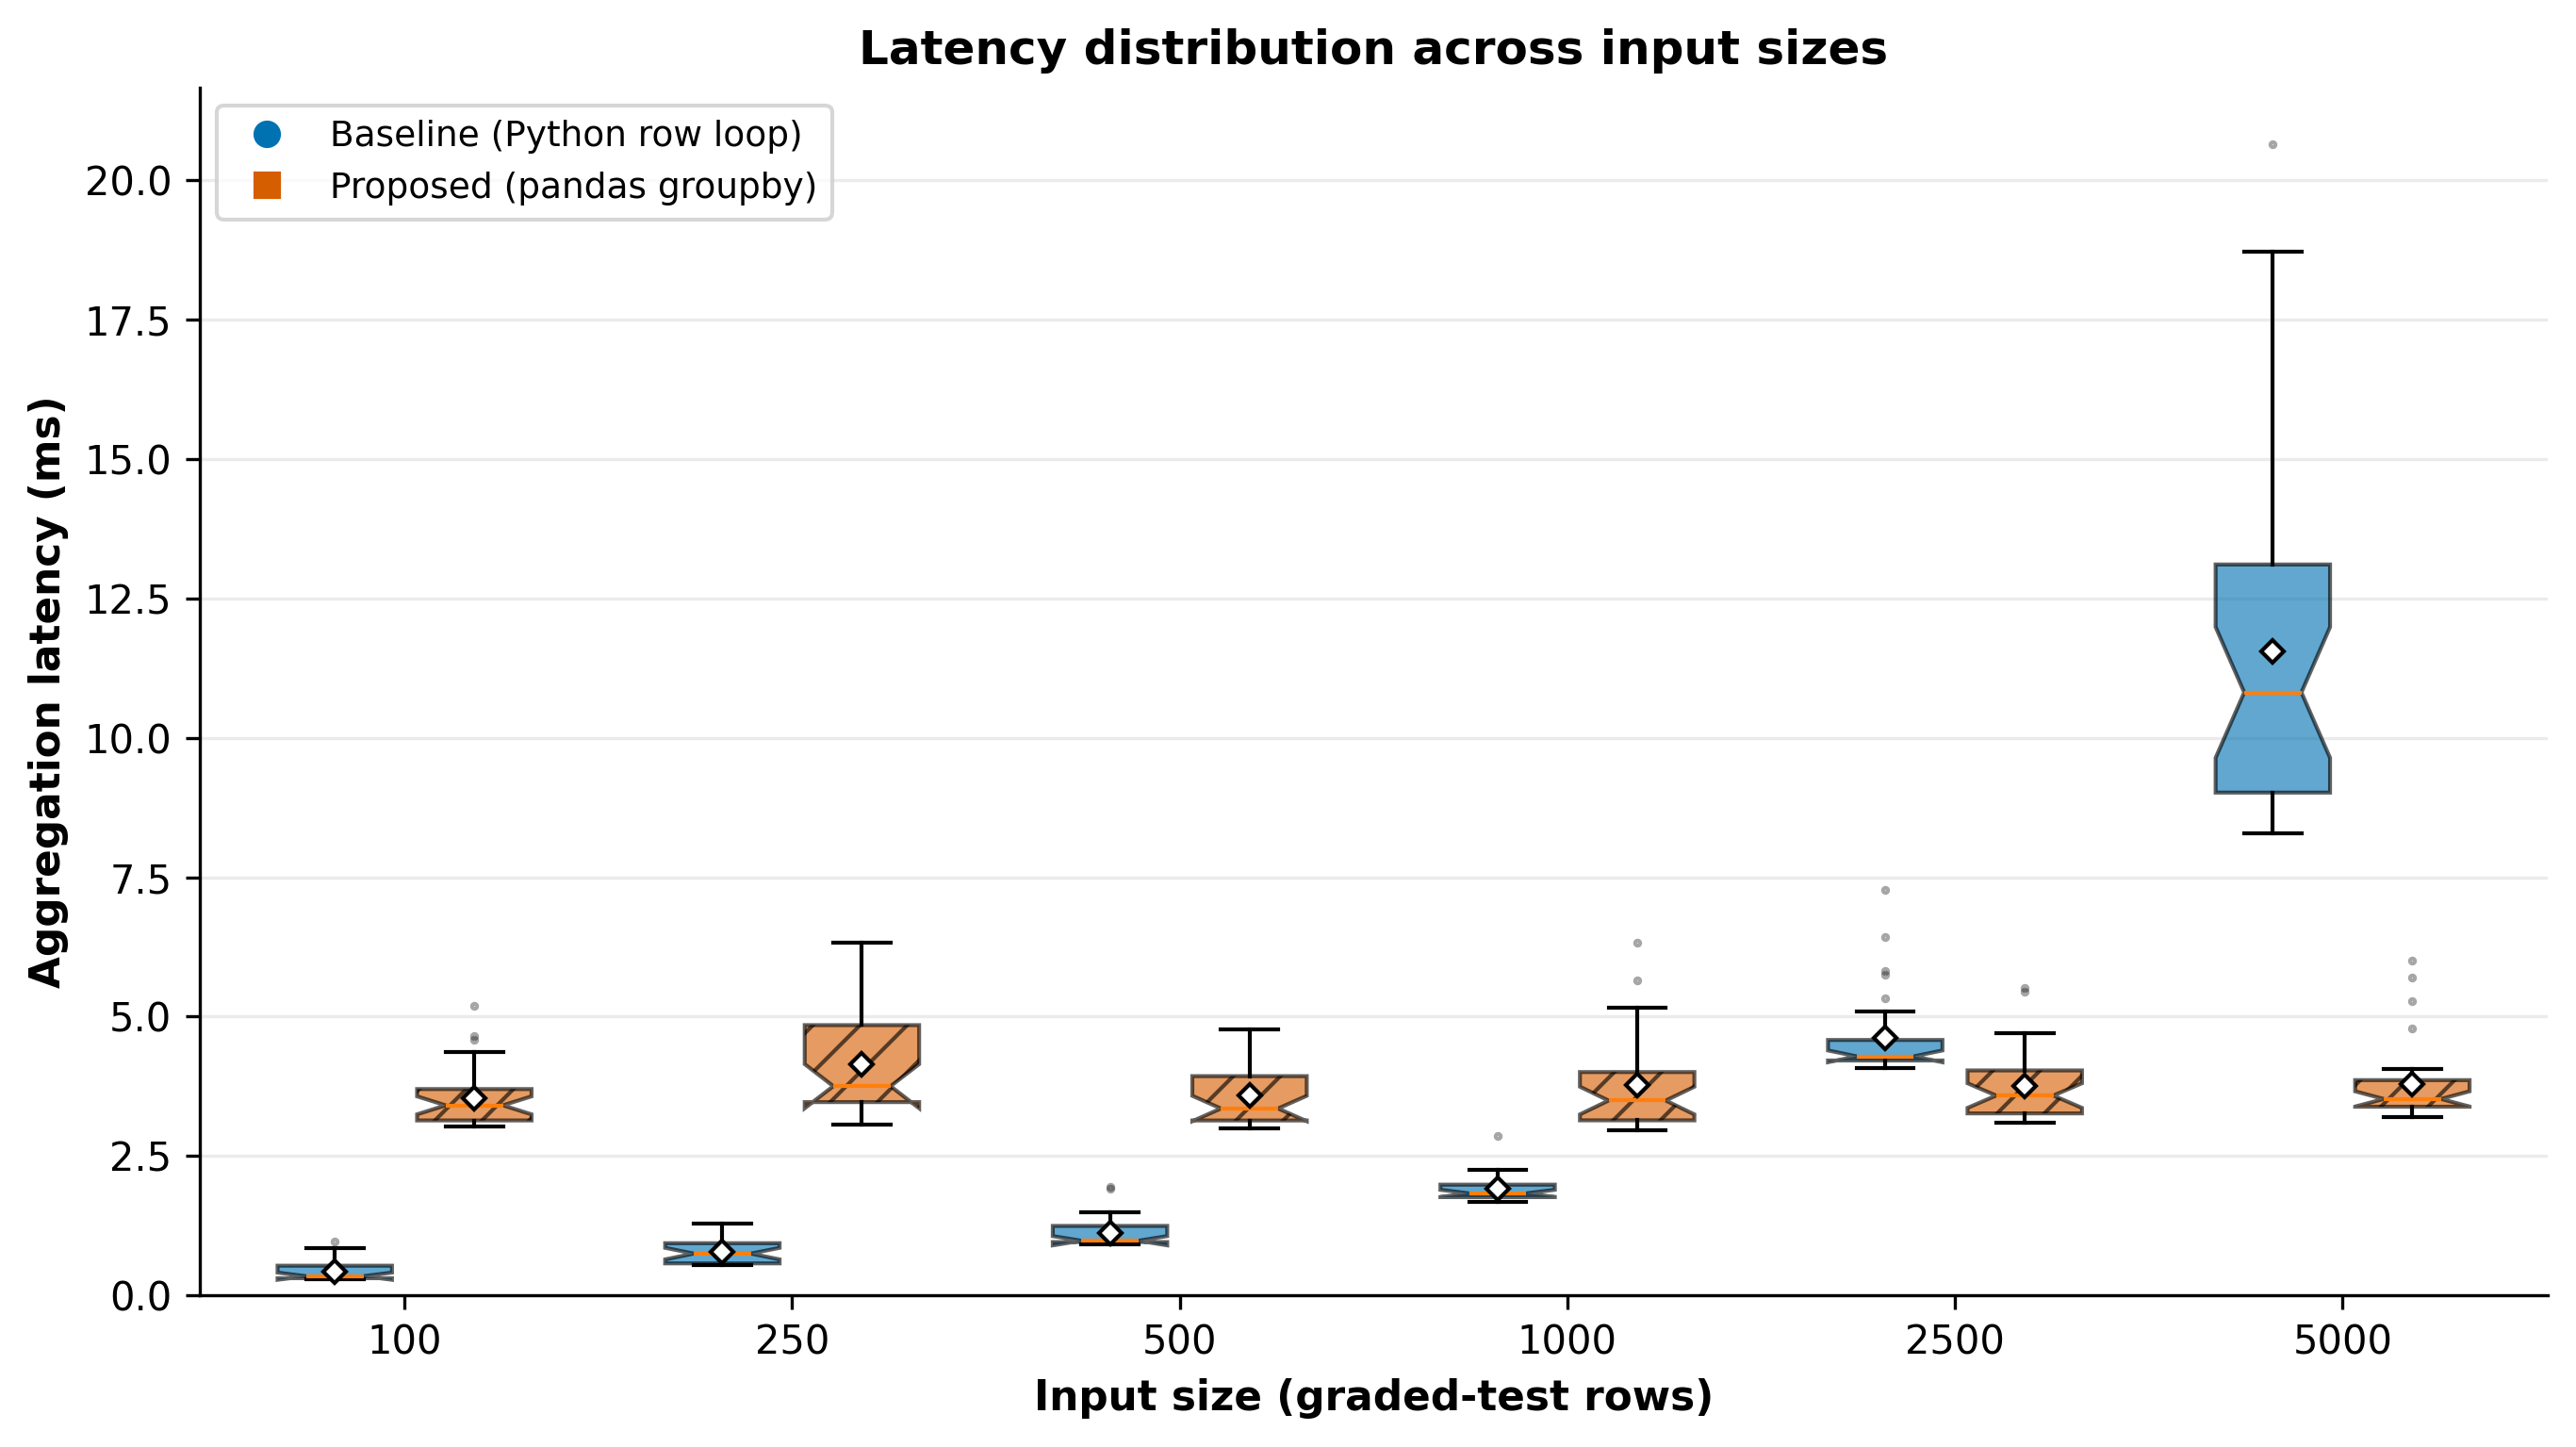 Latency distribution across input sizes
Baseline (Python row loop)
Proposed (pandas groupby)
Aggregation latency (ms)
20.0
17.5
15.0
12.5
10.0
7.5
5.0
2.5
0.0
100 250 500 1000 2500 5000
Input size (graded-test rows)